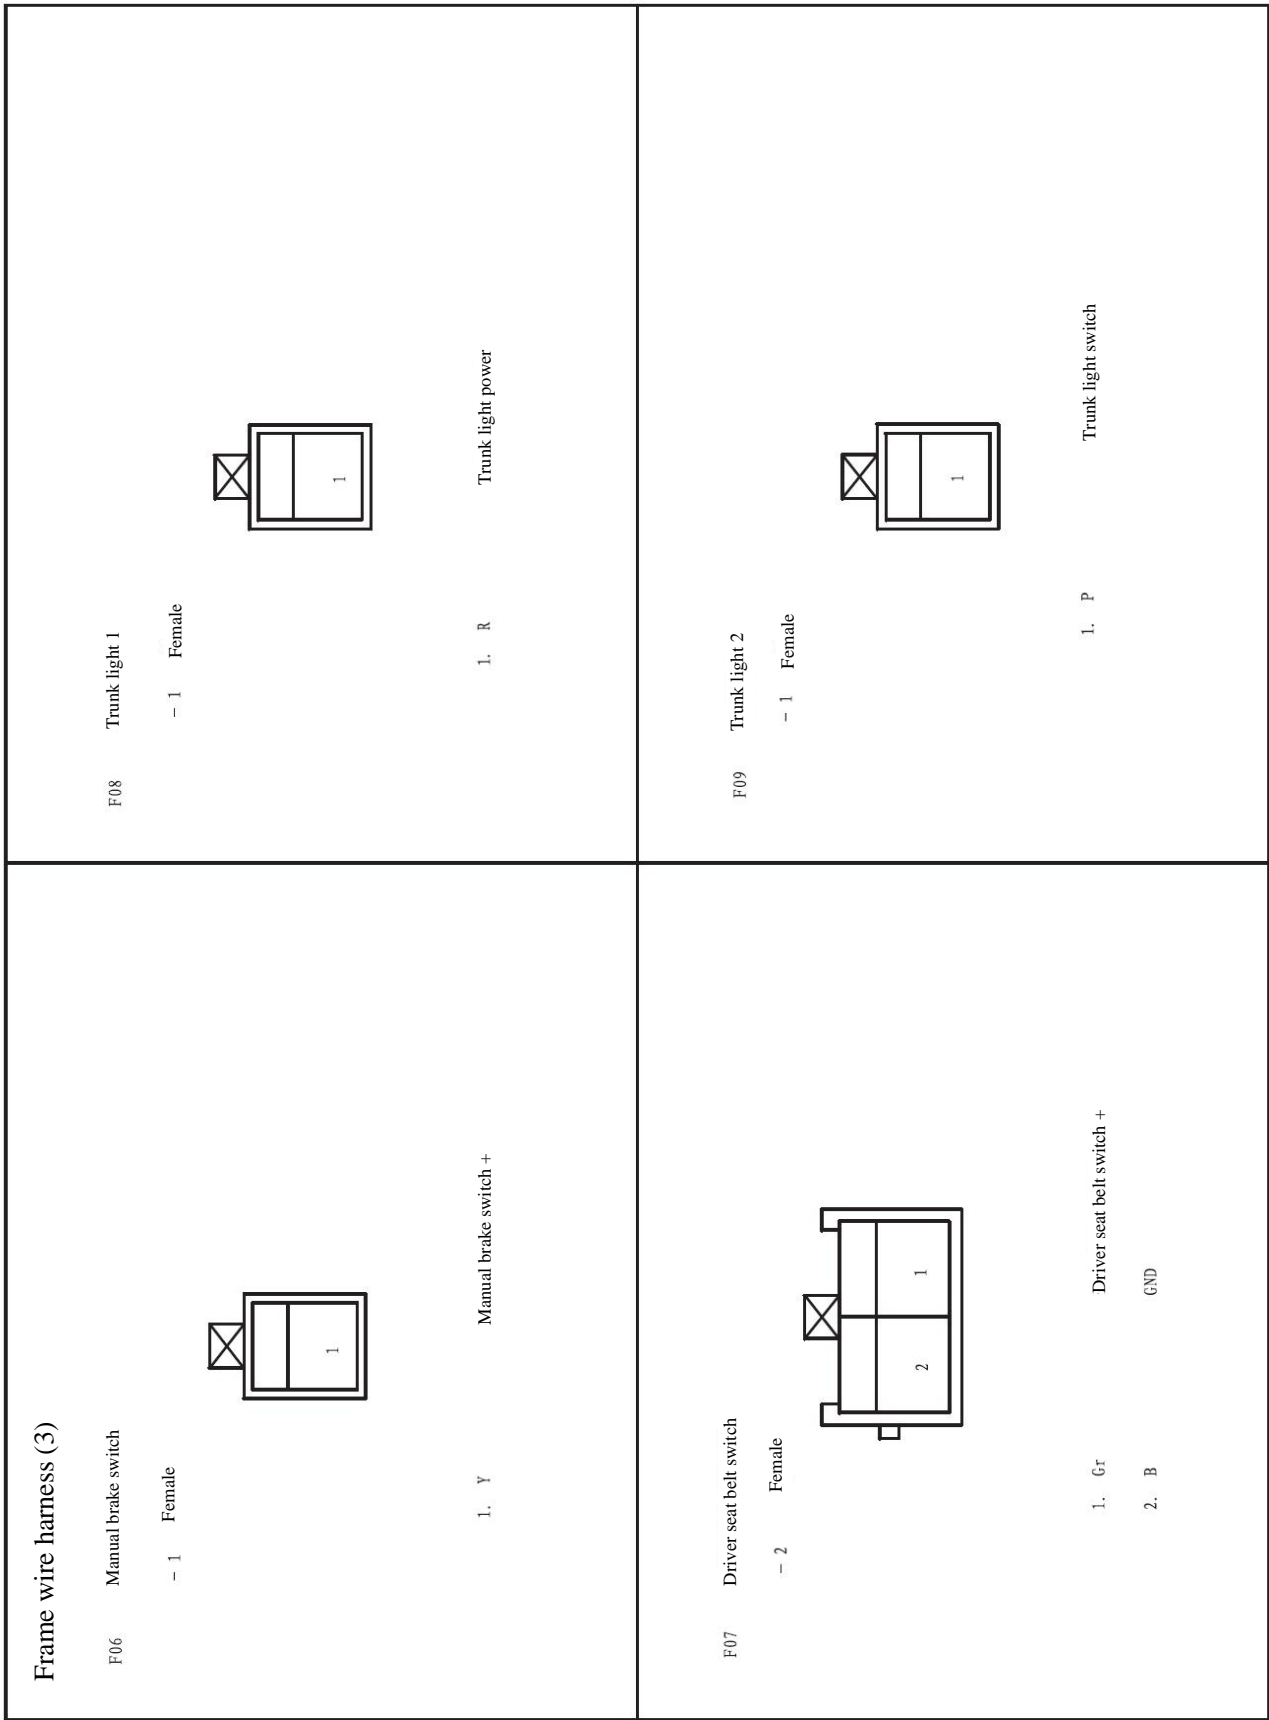 Frame wire harness (3)
F06 Manual brake switch
– 1 Female
1
1. Y Manual brake switch +
F08 Trunk light 1
– 1 Female
1
1. R Trunk light power
F07 Driver seat belt switch
– 2 Female
2 1
1. Gr Driver seat belt switch +
2. B GND
F09 Trunk light 2
– 1 Female
1
1. P Trunk light switch